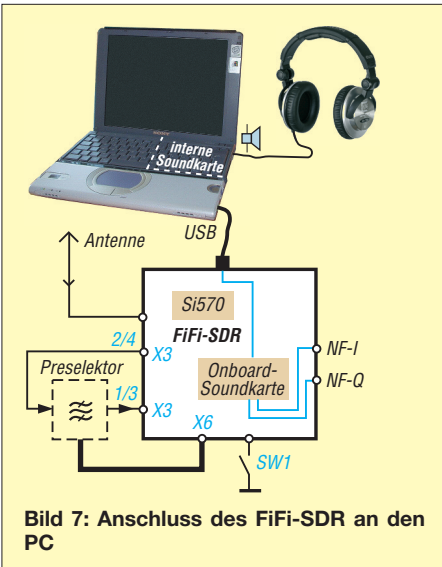 interne
Soundkarte
Antenne
USB
Si570
FiFi-SDR
2/4
X3
Preselektor
1/3
X3
Onboard-
Soundkarte
NF-I
NF-Q
X6
SW1
Bild 7: Anschluss des FiFi-SDR an den
PC